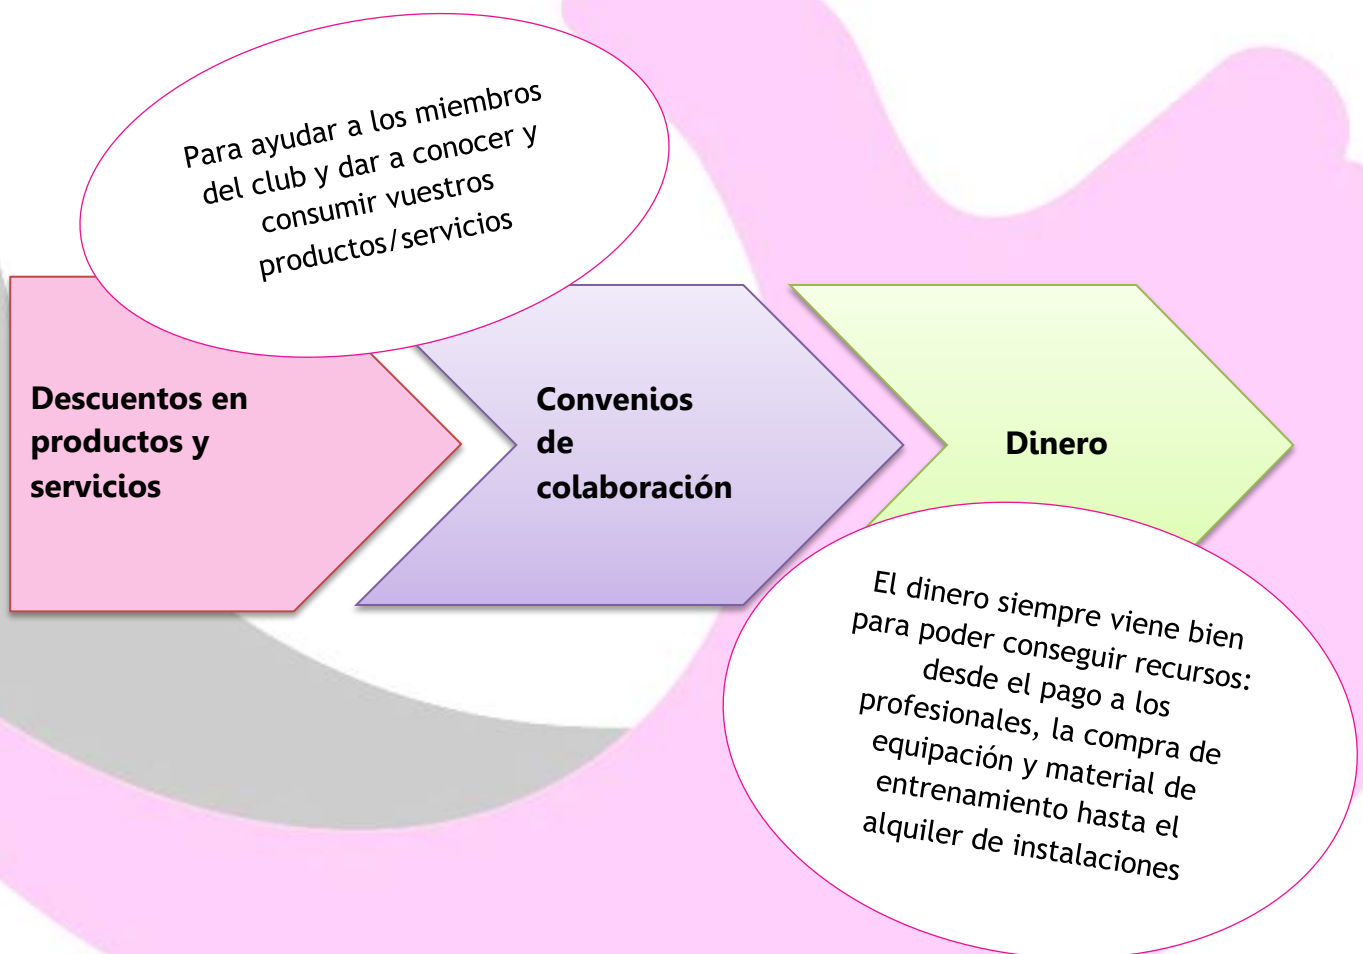 Para ayudar a los miembros
del club y dar a conocer y
consumir vuestros
productos/servicios
Descuentos en
productos y
servicios
Convenios
de
colaboración
Dinero
El dinero siempre viene bien
para poder conseguir recursos:
desde el pago a los
profesionales, la compra de
equipación y material de
entrenamiento hasta el
alquiler de instalaciones